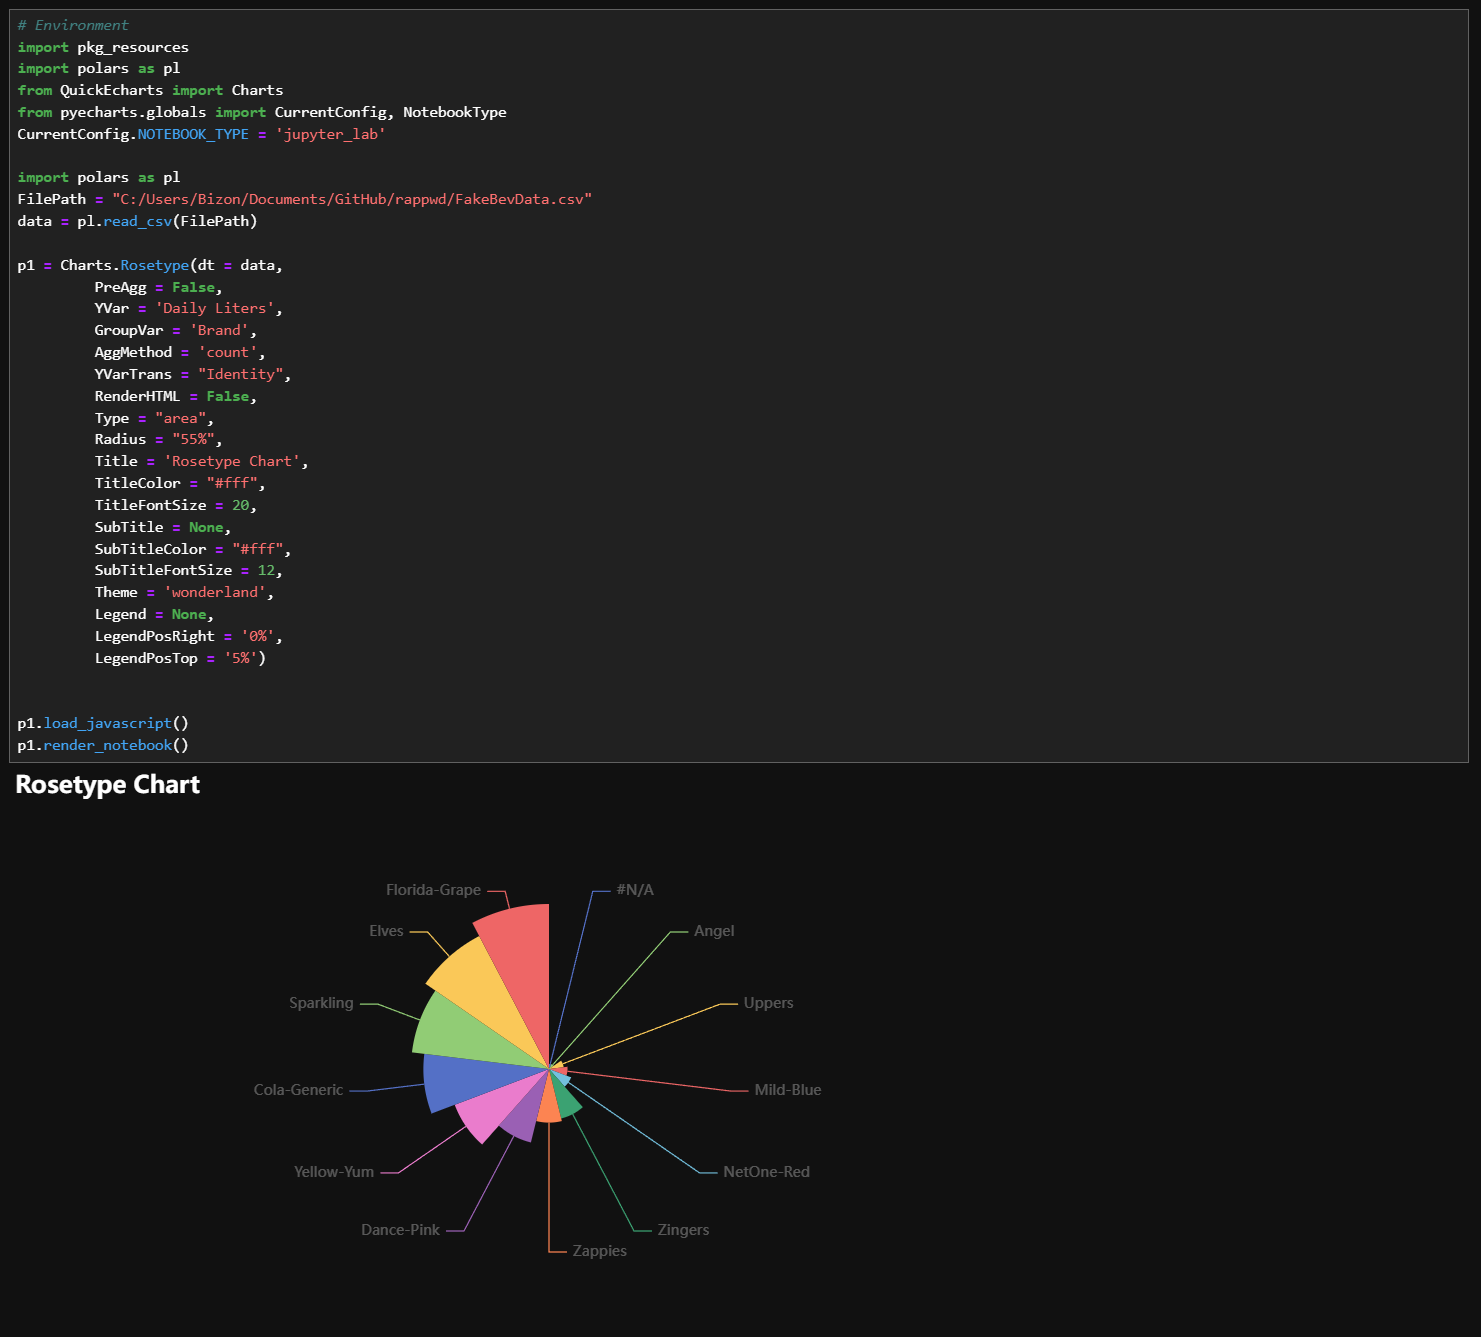 # Environment
import pkg_resources
import polars as pl
from QuickEcharts import Charts
from pyecharts.globals import CurrentConfig, NotebookType
CurrentConfig.NOTEBOOK_TYPE = 'jupyter_lab'
import polars as pl
FilePath = "C:/Users/Bizon/Documents/GitHub/rappwd/FakeBevData.csv"
data = pl.read_csv(FilePath)
p1 = Charts.Rosetype(dt = data,
PreAgg = False,
YVar = 'Daily Liters',
GroupVar = 'Brand',
AggMethod = 'count',
YVarTrans = "Identity",
RenderHTML = False,
Type = "area",
Radius = "55%",
Title = 'Rosetype Chart',
TitleColor = "#fff",
TitleFontSize = 20,
SubTitle = None,
SubTitleColor = "#fff",
SubTitleFontSize = 12,
Theme = 'wonderland',
Legend = None,
LegendPosRight = '0%',
LegendPosTop = '5%')
p1.load_javascript()
p1.render_notebook()
Rosetype Chart
Florida-Grape
#N/A
Elves
Angel
Sparkling
Uppers
Cola-Generic
Mild-Blue
Yellow-Yum
NetOne-Red
Dance-Pink
Zingers
Zappies